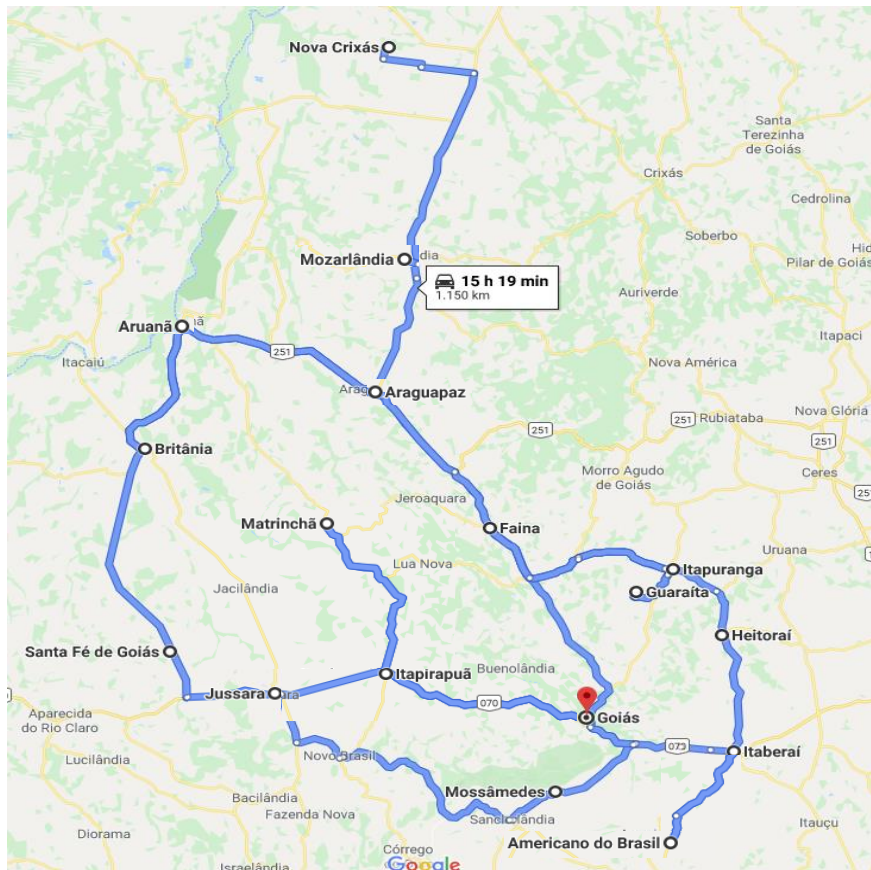 Nova Crixás
Santa
Terezinha
de Goiás
Crixás
Cedrolina
Soberbo
Pilar de Goiás
Mozarlândia
15 h 19 min
1.150 km
Auriverde
Aruanã
Itapaci
Itacaiú
251
Nova América
Araguapaz
Nova Glória
251
Rubiataba
251
251
Britânia
Morro Agudo
de Goiás
Ceres
251
Jeroaquara
Matrinchã
Faina
Uruana
Lua Nova
Itapuranga
Jacilândia
Guaraíta
Heitoraí
Santa Fé de Goiás
Buenolândia
Itapirapuã
Jussara
070
Goiás
Aparecida
do Rio Claro
Itaberaí
Lucilândia
Novo Brasil
Mossâmedes
Bacilândia
Fazenda Nova
Itauçu
Diorama
Americano do Brasil
Córrego
Google
Israelândia